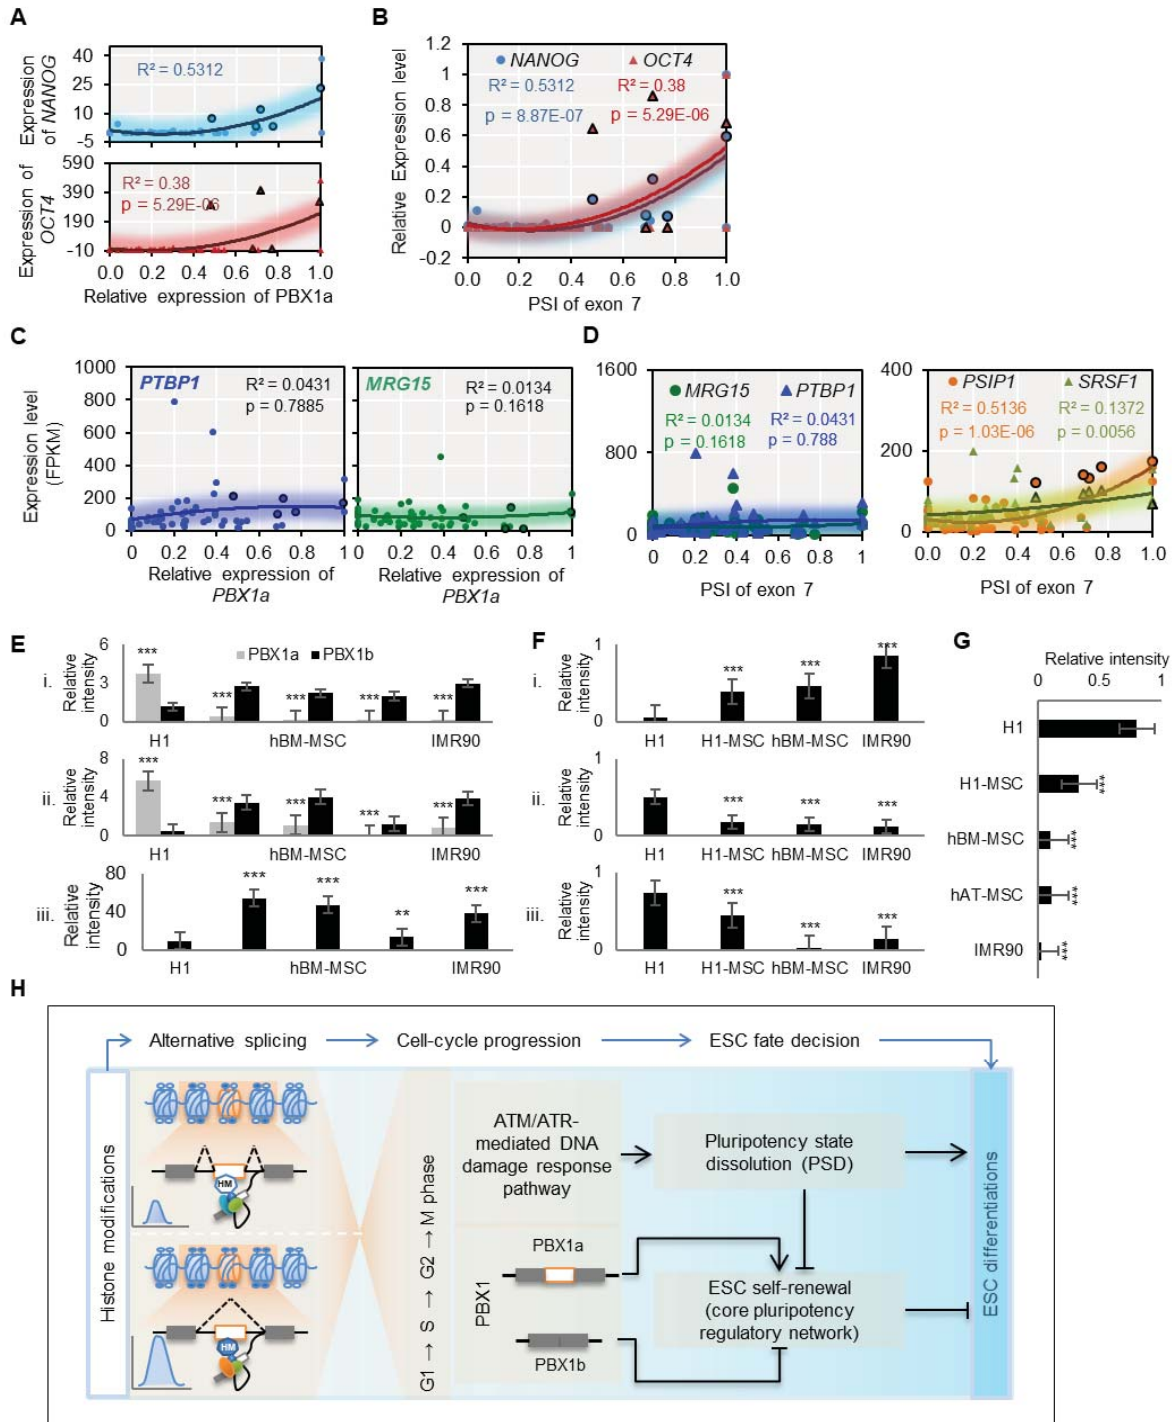 A
Expression
of NANOG
40
25
10
-5
R² = 0.5312
Expression of
OCT4
590
390
190
-10
R² = 0.38
p = 5.29E-06
0.0 0.2 0.4 0.6 0.8 1.0
Relative expression of PBX1a
B
Relative Expression level
1.2
1
0.8
0.6
0.4
0.2
0
-0.2
NANOG OCT4
R² = 0.5312 R² = 0.38
p = 8.87E-07 p = 5.29E-06
0.0 0.2 0.4 0.6 0.8 1.0
PSI of exon 7
C
Expression level
(FPKM)
1000
800
600
400
200
0
PTBP1
R² = 0.0431
p = 0.7885
0 0.2 0.4 0.6 0.8 1
Relative expression of
PBX1a
MRG15
R² = 0.0134
p = 0.1618
0 0.2 0.4 0.6 0.8 1
Relative expression of
PBX1a
D
1600
800
0
MRG15 PTBP1
R² = 0.0134 R² = 0.0431
p = 0.1618 p = 0.788
0 0.2 0.4 0.6 0.8 1.0
PSI of exon 7
400
200
0
PSIP1 SRSF1
R² = 0.5136 R² = 0.1372
p = 1.03E-06 p = 0.0056
0.0 0.2 0.4 0.6 0.8 1.0
PSI of exon 7
E
i.
Relative
intensity
6
3
0
PBX1a PBX1b
*** *** *** *** ***
H1 hBM-MSC IMR90
ii.
Relative
intensity
8
4
0
*** *** *** *** ***
H1 hBM-MSC IMR90
iii.
Relative
intensity
80
40
0
*** *** ** ***
H1 hBM-MSC IMR90
F
i.
Relative
intensity
1
0
*** *** ***
H1 H1-MSC hBM-MSC IMR90
ii.
Relative
intensity
1
0
*** *** ***
H1 H1-MSC hBM-MSC IMR90
iii.
Relative
intensity
1
0
*** *** ***
H1 H1-MSC hBM-MSC IMR90
G
Relative intensity
0 0.5 1
H1
H1-MSC ***
hBM-MSC ***
hAT-MSC ***
IMR90 ***
H
Alternative splicing Cell-cycle progression ESC fate decision
Histone modifications
HM
HM
G1 → S → G2 → M phase
ATM/ATR-
mediated DNA
damage response
pathway
Pluripotency state
dissolution (PSD)
PBX1
PBX1a
PBX1b
ESC self-renewal
(core pluripotency
regulatory network)
ESC differentiations